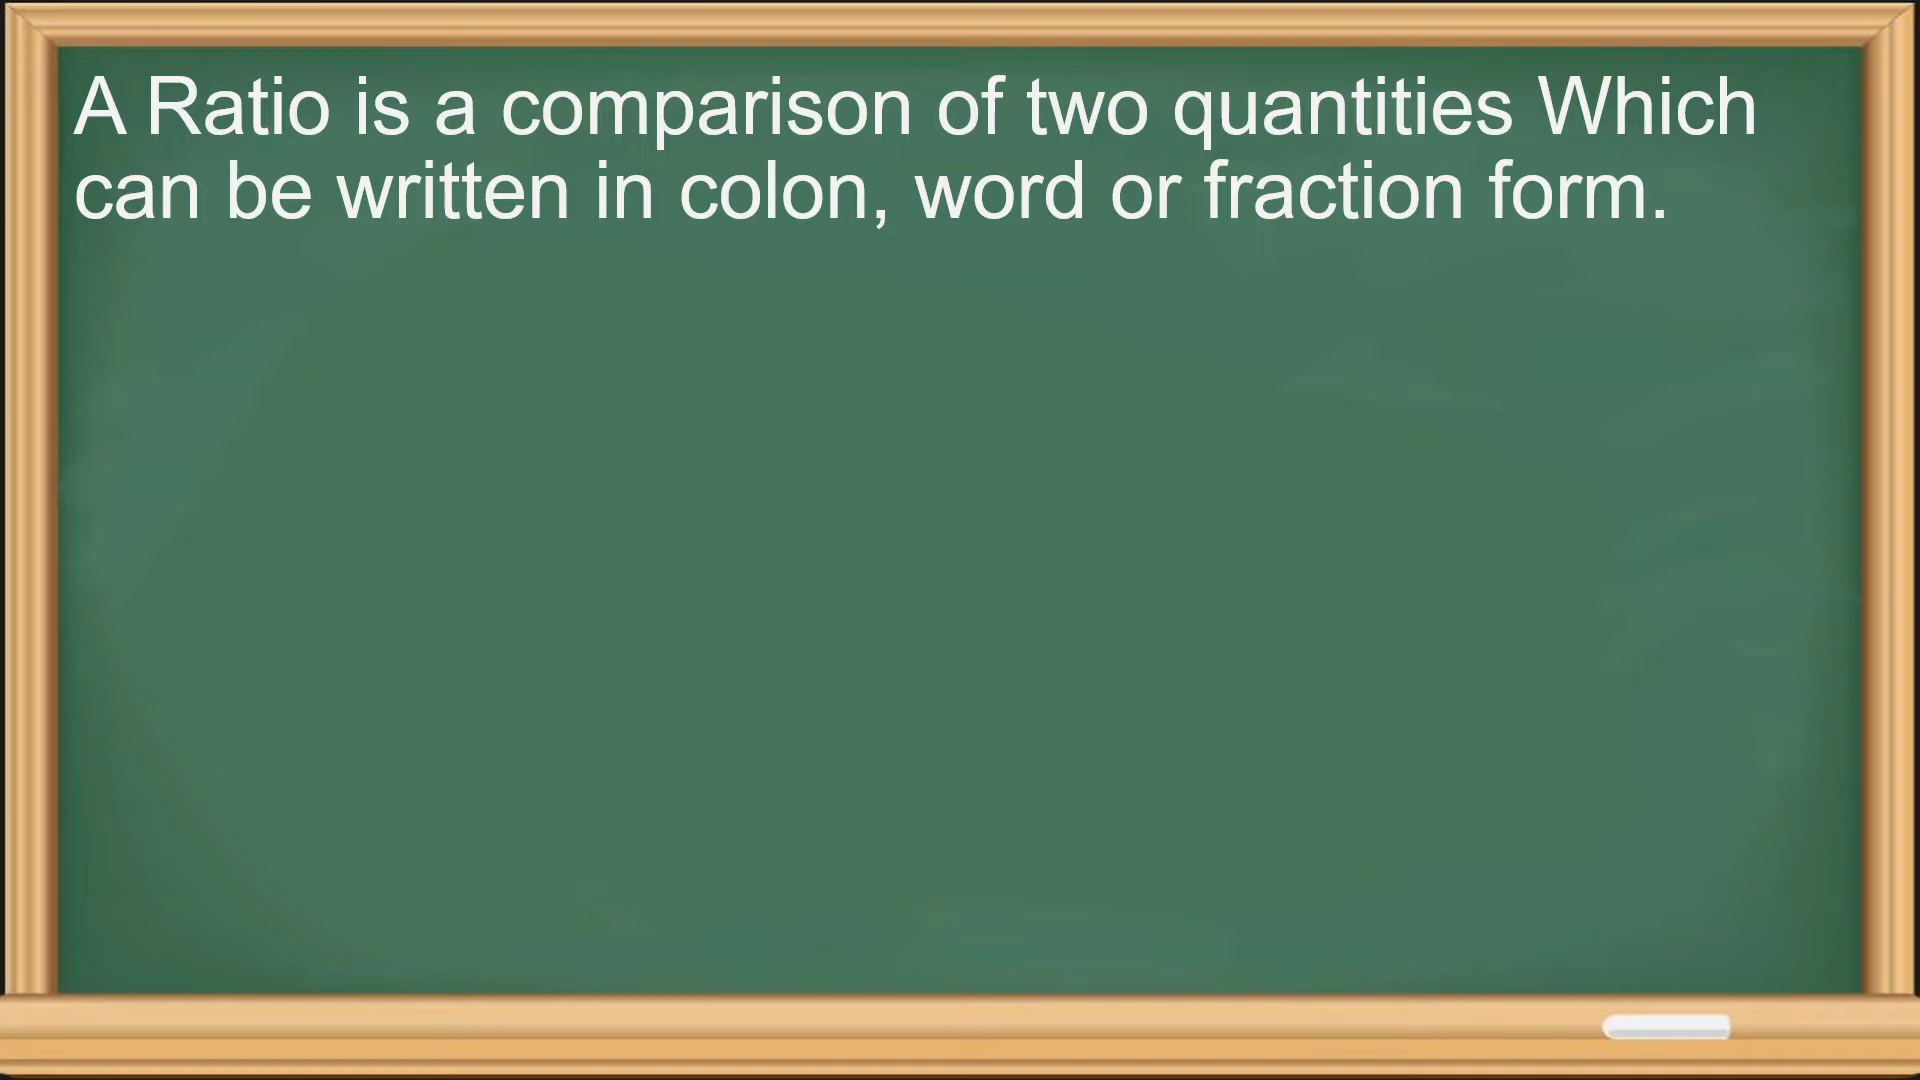 A Ratio is a comparison of two quantities Which
can be written in colon, word or fraction form.